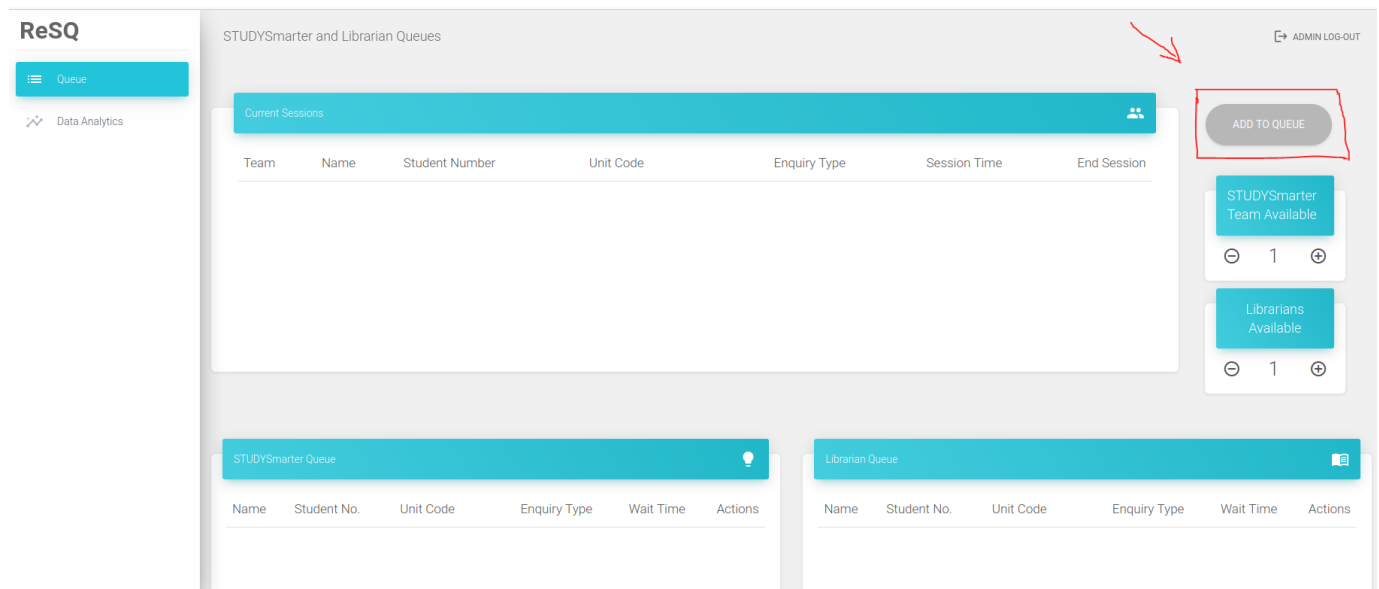 ReSQ
STUDYSmarter and Librarian Queues
ADMIN LOG-OUT
Queue
Data Analytics
Current Sessions
Team Name Student Number Unit Code Enquiry Type Session Time End Session
ADD TO QUEUE
STUDYSmarter
Team Available
1
Librarians
Available
1
STUDYSmarter Queue
Name Student No. Unit Code Enquiry Type Wait Time Actions
Librarian Queue
Name Student No. Unit Code Enquiry Type Wait Time Actions